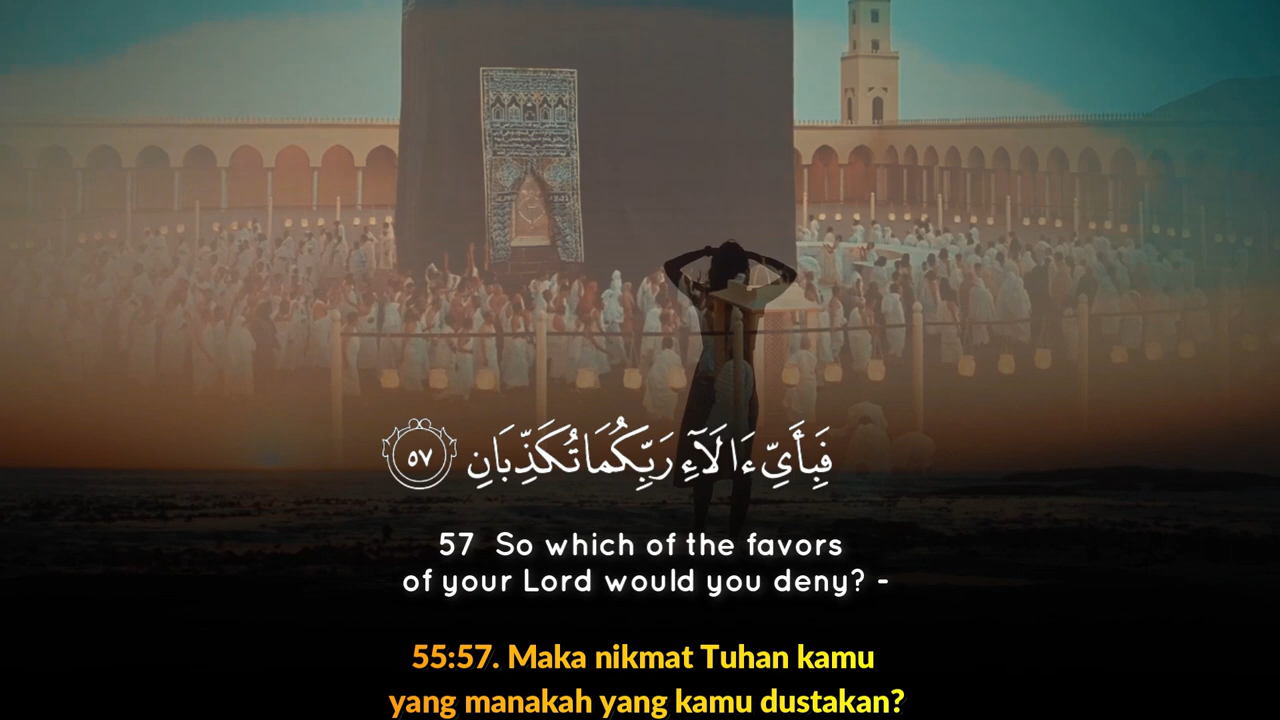 فَبِأَيِّ ءَالَآءِ رَبِّكُمَا تُكَذِّبَانِ ٥٧
57 So which of the favors
of your Lord would you deny? -
55:57. Maka nikmat Tuhan kamu
yang manakah yang kamu dustakan?